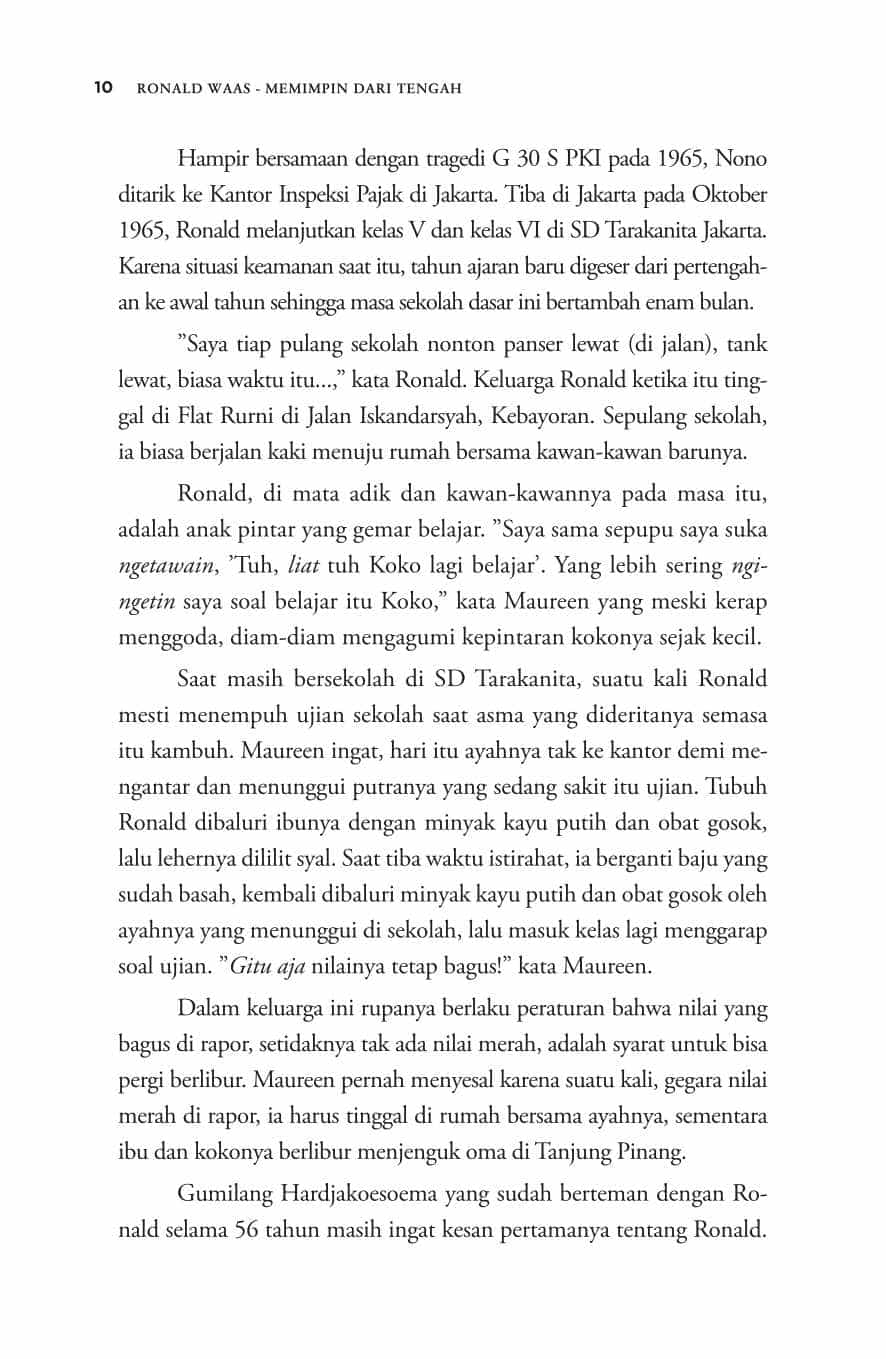 10 RONALD WAAS - MEMIMPIN DARI TENGAH
Hampir bersamaan dengan tragedi G 30 S PKI pada 1965, Nono
ditarik ke Kantor Inspeksi Pajak di Jakarta. Tiba di Jakarta pada Oktober
1965, Ronald melanjutkan kelas V dan kelas VI di SD Tarakanita Jakarta.
Karena situasi keamanan saat itu, tahun ajaran baru digeser dari pertengah-
an ke awal tahun sehingga masa sekolah dasar ini bertambah enam bulan.
”Saya tiap pulang sekolah nonton panser lewat (di jalan), tank
lewat, biasa waktu itu...,” kata Ronald. Keluarga Ronald ketika itu ting-
gal di Flat Rurni di Jalan Iskandarsyah, Kebayoran. Sepulang sekolah,
ia biasa berjalan kaki menuju rumah bersama kawan-kawan barunya.
Ronald, di mata adik dan kawan-kawannya pada masa itu,
adalah anak pintar yang gemar belajar. ”Saya sama sepupu saya suka
ngetawain, ’Tuh, liat tuh Koko lagi belajar’. Yang lebih sering ngi-
ngetin saya soal belajar itu Koko,” kata Maureen yang meski kerap
menggoda, diam-diam mengagumi kepintaran kokonya sejak kecil.
Saat masih bersekolah di SD Tarakanita, suatu kali Ronald
mesti menempuh ujian sekolah saat asma yang dideritanya semasa
itu kambuh. Maureen ingat, hari itu ayahnya tak ke kantor demi me-
ngantar dan menunggui putranya yang sedang sakit itu ujian. Tubuh
Ronald dibaluri ibunya dengan minyak kayu putih dan obat gosok,
lalu lehernya dililit syal. Saat tiba waktu istirahat, ia berganti baju yang
sudah basah, kembali dibaluri minyak kayu putih dan obat gosok oleh
ayahnya yang menunggui di sekolah, lalu masuk kelas lagi menggarap
soal ujian. ”Gitu aja nilainya tetap bagus!” kata Maureen.
Dalam keluarga ini rupanya berlaku peraturan bahwa nilai yang
bagus di rapor, setidaknya tak ada nilai merah, adalah syarat untuk bisa
pergi berlibur. Maureen pernah menyesal karena suatu kali, gegara nilai
merah di rapor, ia harus tinggal di rumah bersama ayahnya, sementara
ibu dan kokonya berlibur menjenguk oma di Tanjung Pinang.
Gumilang Hardjakoesoema yang sudah berteman dengan Ro-
nald selama 56 tahun masih ingat kesan pertamanya tentang Ronald.